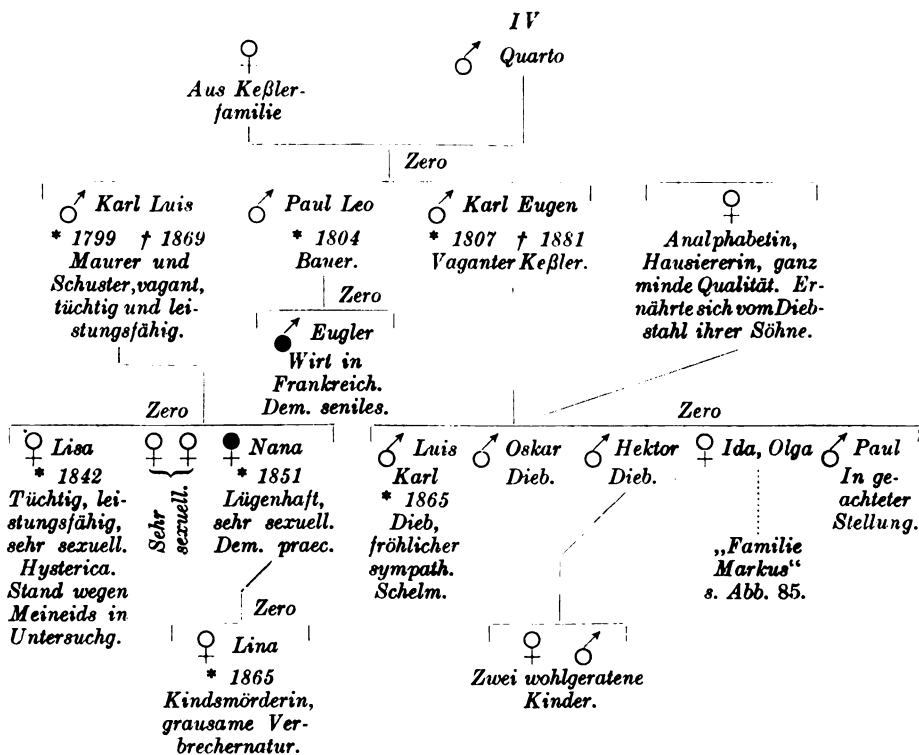 IV
Quarto
Aus Keßler-
familie
Zero
Karl Luis
* 1799 † 1869
Maurer und
Schuster, vagant,
tüchtig und lei-
stungsfähig.
Paul Leo
* 1804
Bauer.
Karl Eugen
* 1807 † 1881
Vaganter Keßler.
Analphabetin,
Hausiererin, ganz
minde Qualität. Er-
nährte sich vom Dieb-
stahl ihrer Söhne.
Zero
Eugler
Wirt in
Frankreich.
Dem. seniles.
Zero
Lisa
* 1842
Tüchtig, lei-
stungsfähig,
sehr sexuell.
Hysterica.
Stand wegen
Meineids in
Untersuchg.
Sehr
sexuell.
Nana
* 1851
Lügenhaft,
sehr sexuell.
Dem. praec.
Zero
Luis
Karl
* 1865
Dieb,
fröhlicher
sympath.
Schelm.
Oskar
Dieb.
Hektor
Dieb.
Ida, Olga
„Familie
Markus“
s. Abb. 85.
Paul
In ge-
achteter
Stellung.
Zero
Lina
* 1865
Kindsmörderin,
grausame Ver-
brechernatur.
Zwei wohlgeratene
Kinder.